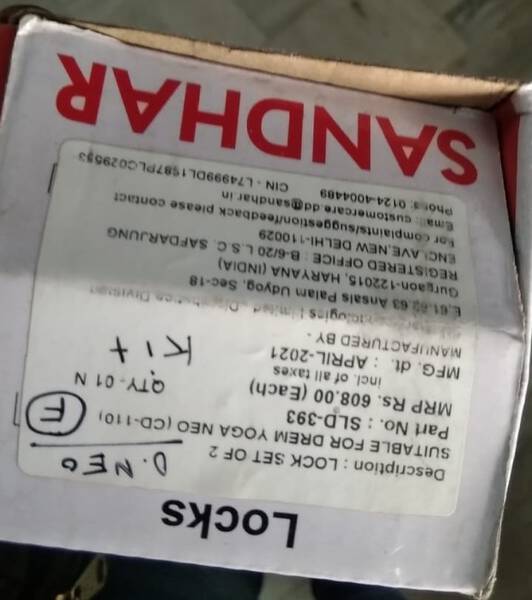 Locks
Description : LOCK SET OF 2
D.NEO
SUITABLE FOR DREM YOGA NEO (CD-110)
F
Part No. : SLD-393
MRP Rs. 608.00 (Each)
QTY- 01 N
incl. of all taxes
Kit
MFG. dt. : APRIL-2021
MANUFACTURED BY -
Limited Division
E.61-62-63 Ansals Palam Udyog, Sec-18
Gurgaon-122015, HARYANA (INDIA)
REGISTERED OFFICE : B-6/20 L.S.C. SAFDARJUNG
ENCLAVE, NEW DELHI-110029
For complaints/suggestion/feedback please contact
Email : customercare.dd@sandhar.in
Phone: 0124-4004489 CIN - L74999DL1987PLC029553
SANDHAR